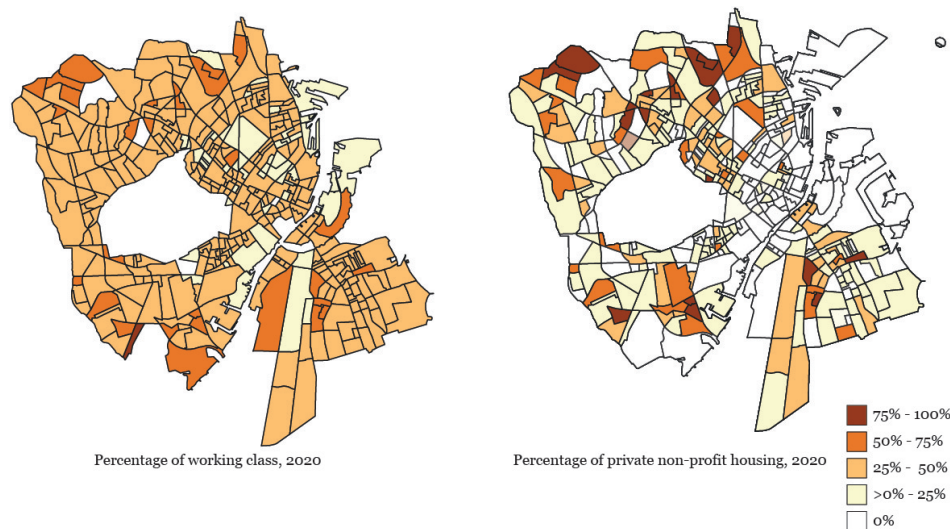 Percentage of working class, 2020
Percentage of private non-profit housing, 2020
75% - 100%
50% - 75%
25% - 50%
>0% - 25%
0%